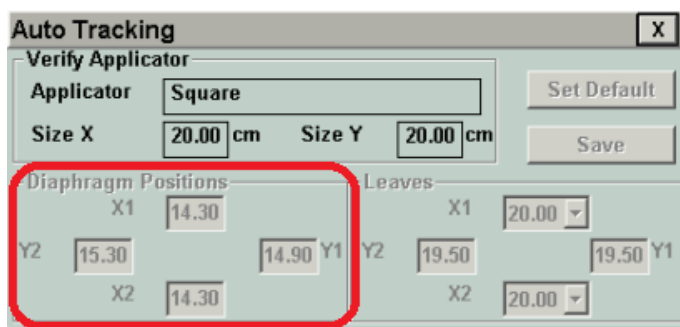 Auto Tracking X
Verify Applicator
Applicator Square Set Default
Size X 20.00 cm Size Y 20.00 cm Save
Diaphragm Positions Leaves
X1 14.30 X1 20.00
Y2 15.30 14.90 Y1 Y2 19.50 19.50 Y1
X2 14.30 X2 20.00